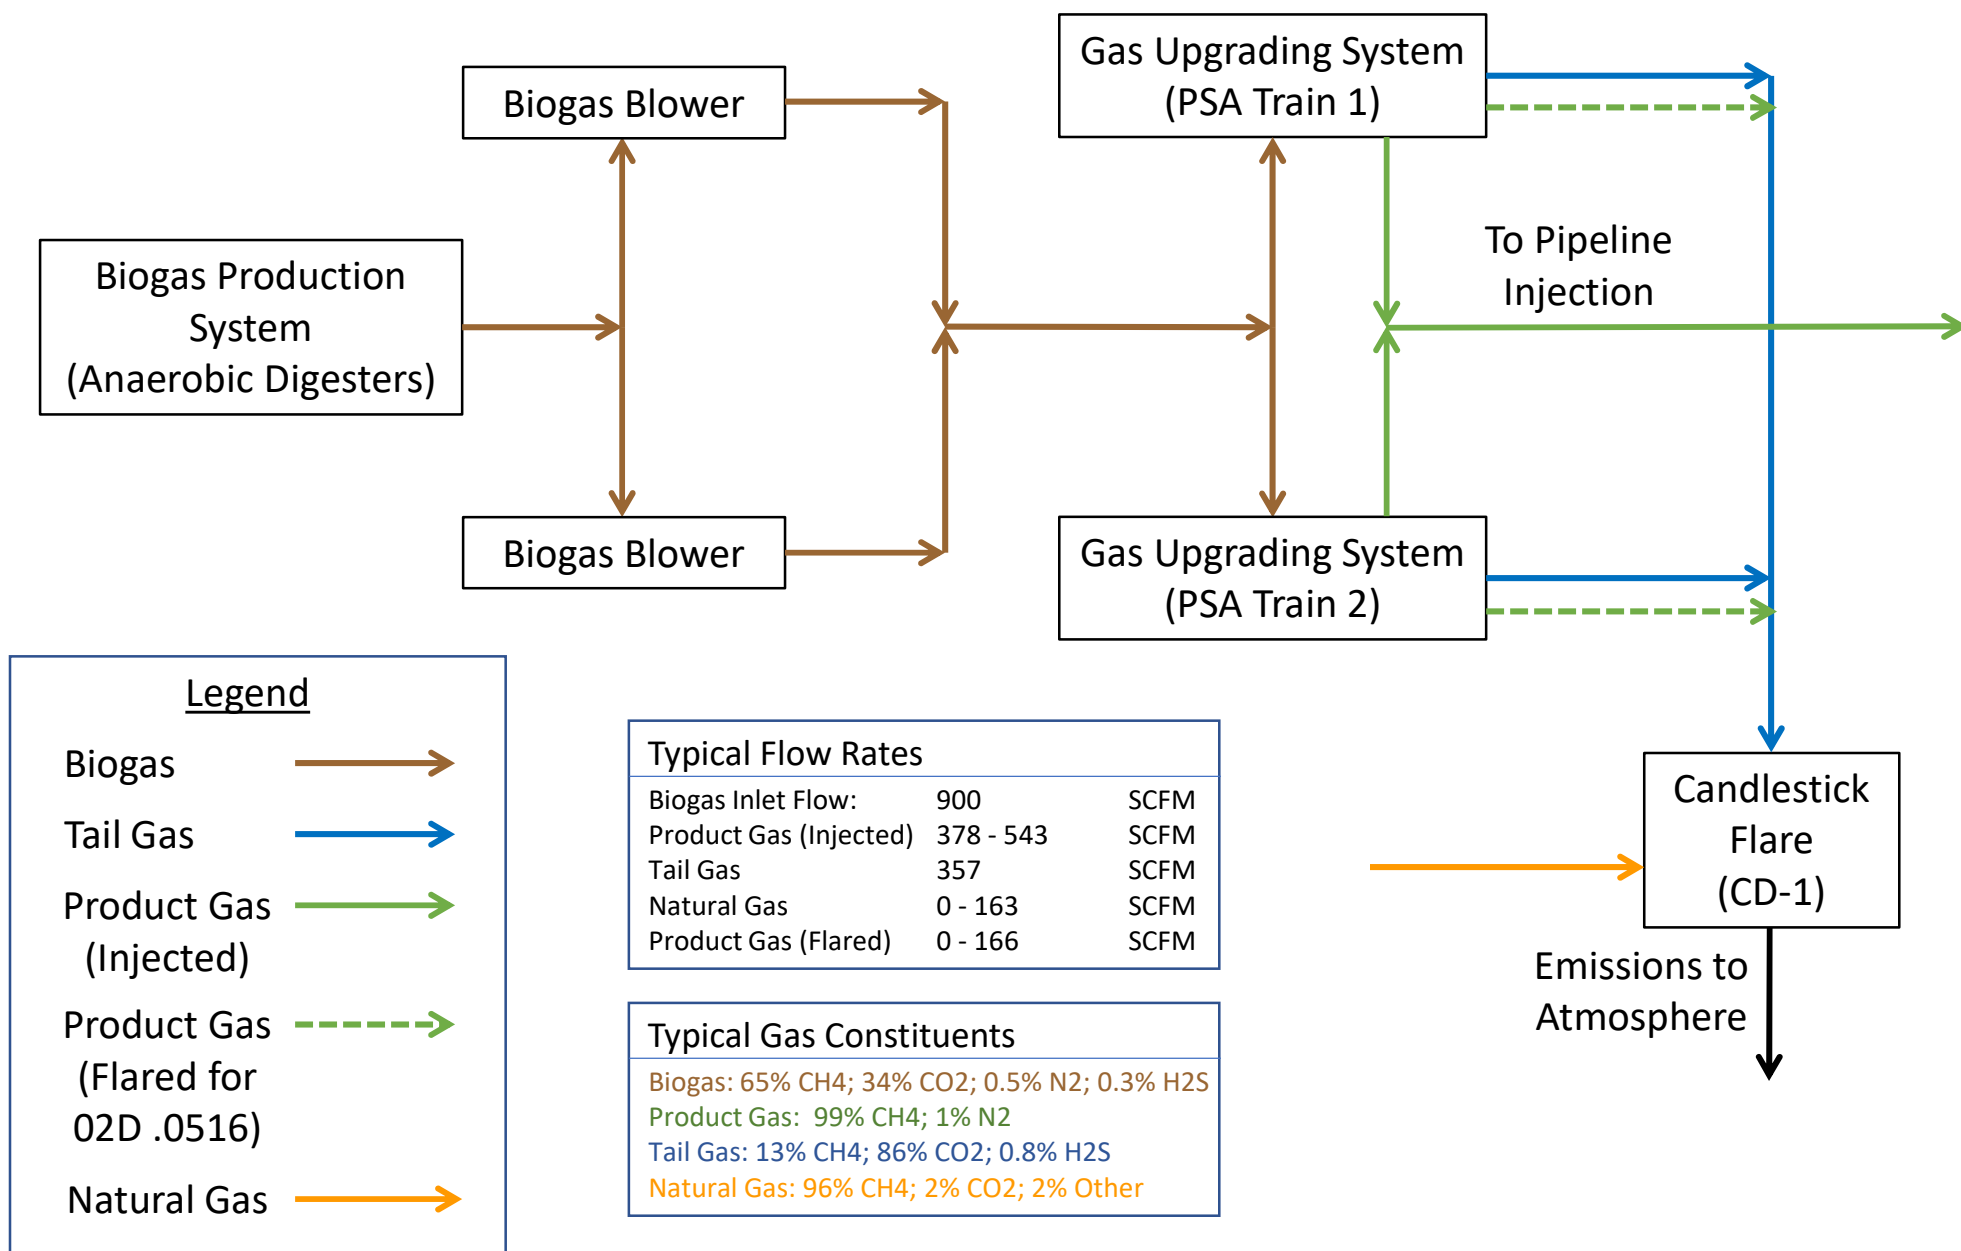 Biogas Blower
Gas Upgrading System
(PSA Train 1)
Biogas Production
System
(Anaerobic Digesters)
To Pipeline
Injection
Biogas Blower
Gas Upgrading System
(PSA Train 2)
Legend
Biogas
Tail Gas
Product Gas
(Injected)
Product Gas
(Flared for
02D .0516)
Natural Gas
Typical Flow Rates
Biogas Inlet Flow: 900 SCFM
Product Gas (Injected) 378 - 543 SCFM
Tail Gas 357 SCFM
Natural Gas 0 - 163 SCFM
Product Gas (Flared) 0 - 166 SCFM
Typical Gas Constituents
Biogas: 65% CH4; 34% CO2; 0.5% N2; 0.3% H2S
Product Gas: 99% CH4; 1% N2
Tail Gas: 13% CH4; 86% CO2; 0.8% H2S
Natural Gas: 96% CH4; 2% CO2; 2% Other
Candlestick
Flare
(CD-1)
Emissions to
Atmosphere